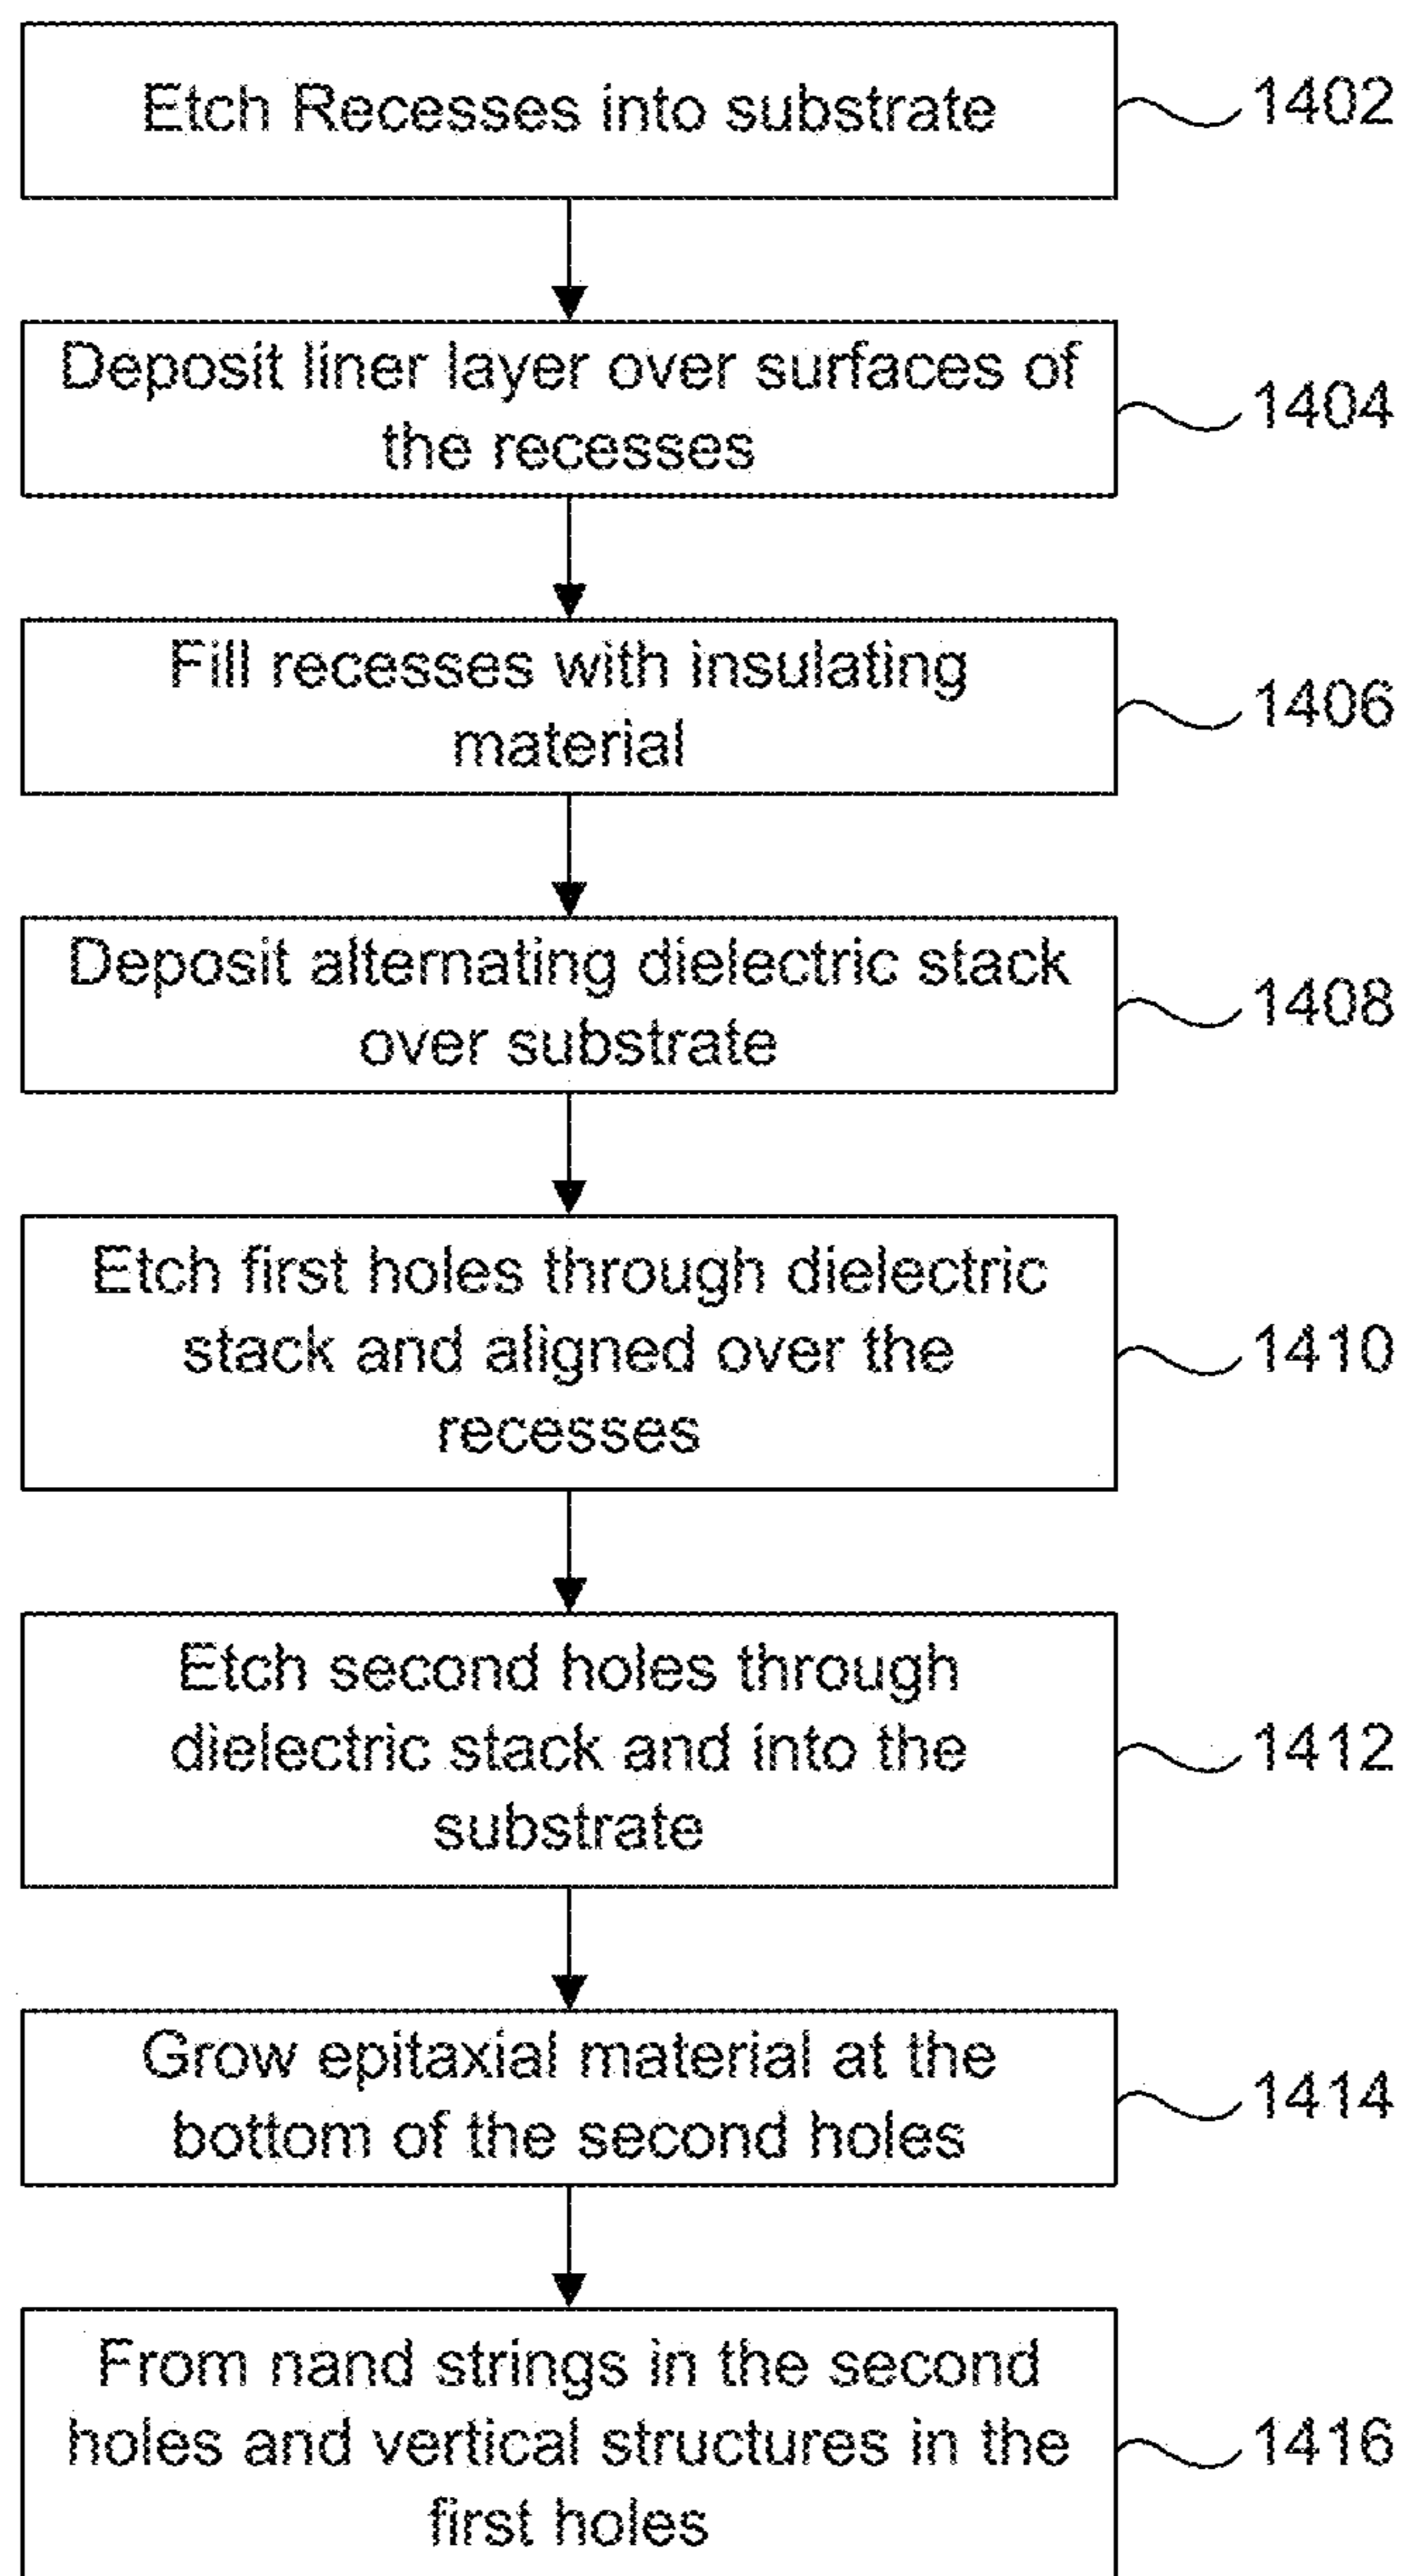 Etch Recesses into substrate
1402
Deposit liner layer over surfaces of
the recesses
1404
Fill recesses with insulating
material
1406
Deposit alternating dielectric stack
over substrate
1408
Etch first holes through dielectric
stack and aligned over the
recesses
1410
Etch second holes through
dielectric stack and into the
substrate
1412
Grow epitaxial material at the
bottom of the second holes
1414
From nand strings in the second
holes and vertical structures in the
first holes
1416